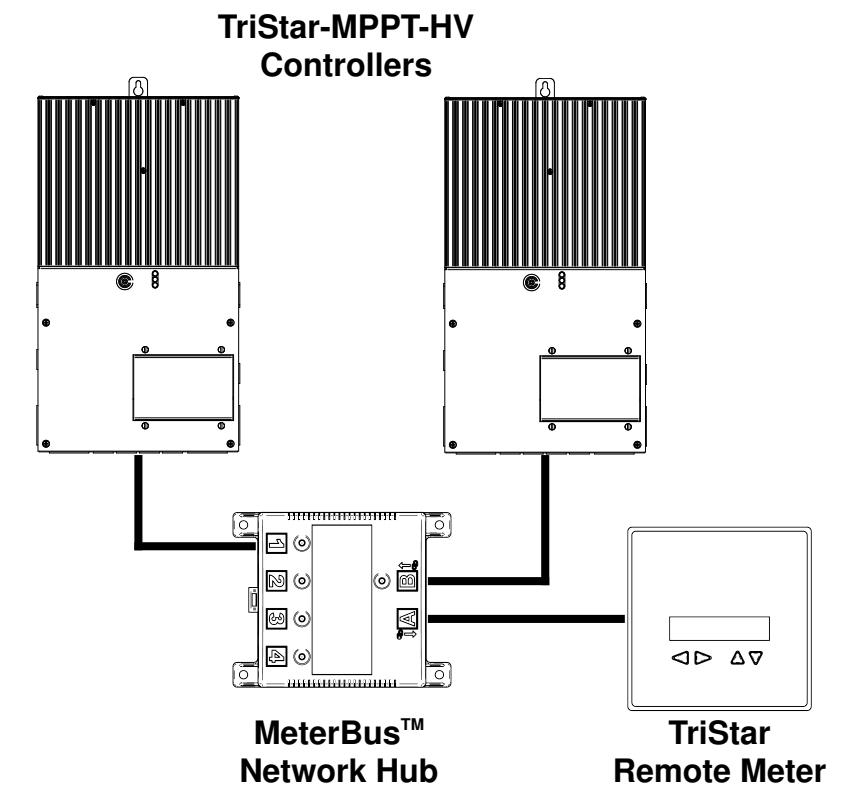 TriStar-MPPT-HV
Controllers
1
2
3
4
B
A
MeterBus™
Network Hub
TriStar
Remote Meter